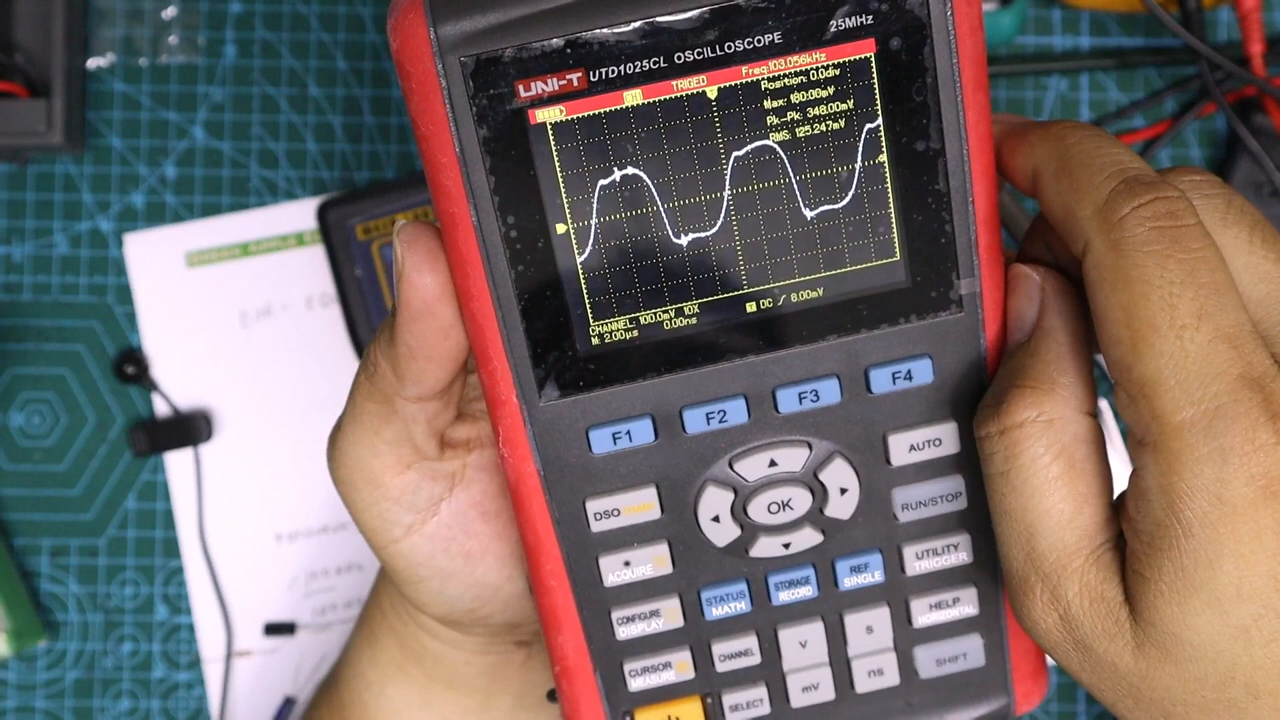 25MHz
UNI-T UTD1025CL OSCILLOSCOPE
CH1 TRIGED Freq:103.056kHz
Position: 0.0div
Max: 180.00mV
Pk-Pk: 348.00mV
RMS: 125.247mV
CHANNEL: 100.0mV 10X
M: 2.00µs 0.00ns
T DC 8.00mV
F1 F2 F3 F4
AUTO
OK
DSO
RUN/STOP
ACQUIRE
UTILITY
TRIGGER
STATUS
MATH
STORAGE
RECORD
REF
SINGLE
CONFIGURE
DISPLAY
HELP
HORIZONTAL
CURSOR
MEASURE
CHANNEL
V
mV
s
ns
SHIFT
SELECT